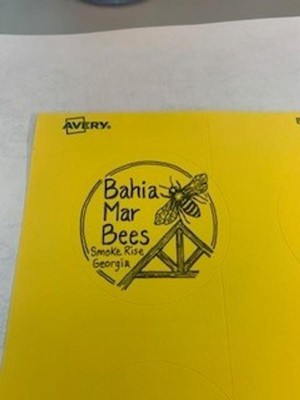 AVERY®
Bahia
Mar
Bees
Smoke Rise
Georgia